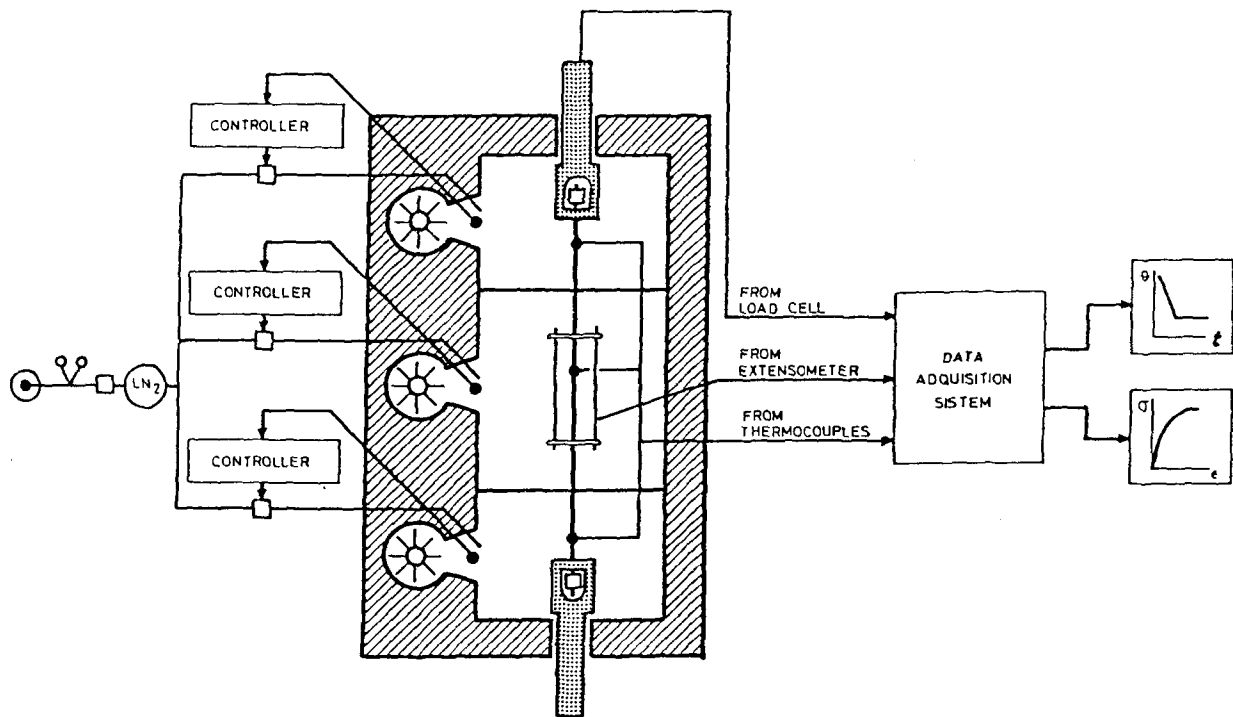 CONTROLLER
CONTROLLER
CONTROLLER
LN2
FROM
LOAD CELL
FROM
EXTENSOMETER
FROM
THERMOCOUPLES
DATA
ADQUISITION
SISTEM
θ
t
σ
ϵ